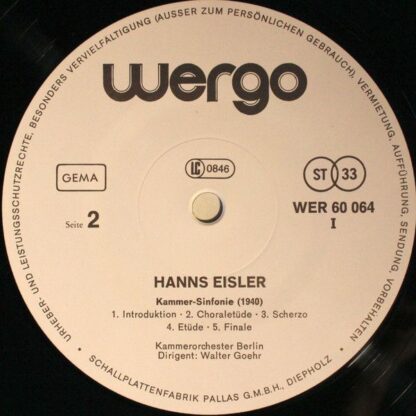 URHEBER- UND LEISTUNGSSCHUTZRECHTE, BESONDERS VERVIELFÄLTIGUNG (AUSSER ZUM PERSÖNLICHEN GEBRAUCH), VERMIETUNG, AUFFÜHRUNG, SENDUNG, VORBEHALTEN
wergo
GEMA
LC 0846
ST 33
Seite 2
WER 60 064
I
HANNS EISLER
Kammer-Sinfonie (1940)
1. Introduktion · 2. Choraletüde · 3. Scherzo
4. Etüde · 5. Finale
Kammerorchester Berlin
Dirigent: Walter Goehr
· SCHALLPLATTENFABRIK PALLAS G.M.B.H., DIEPHOLZ ·